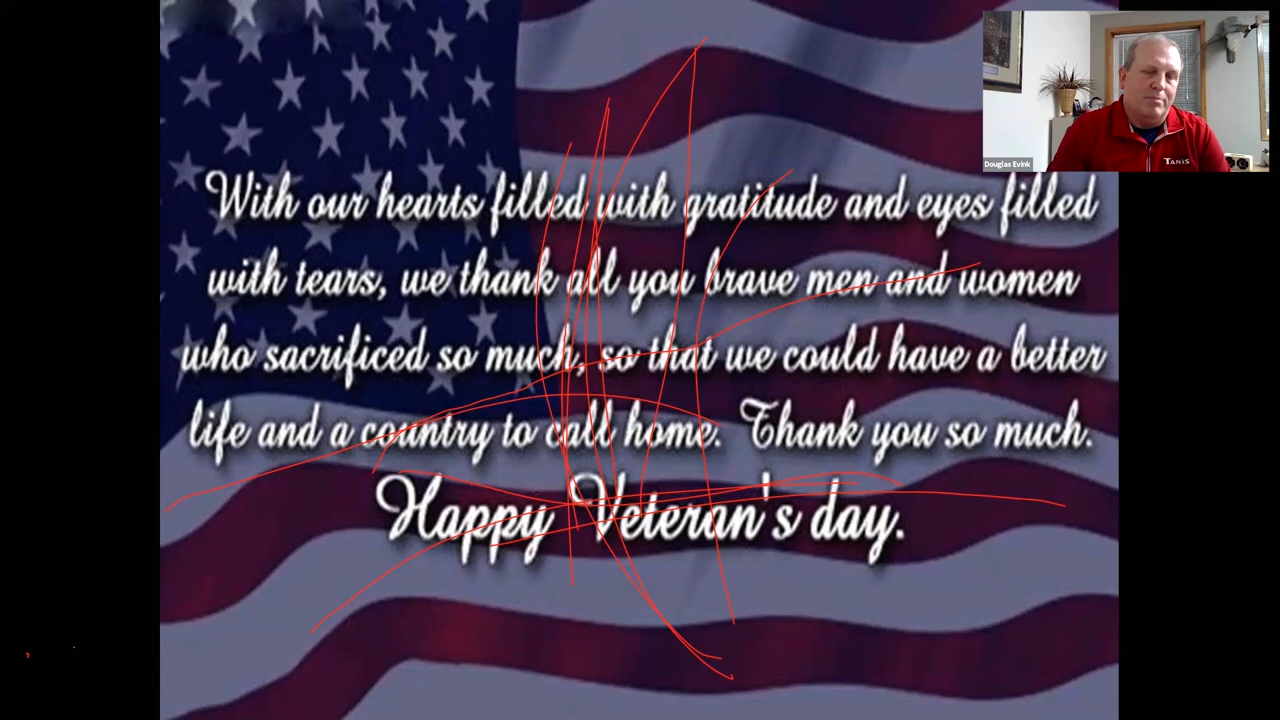 With our hearts filled with gratitude and eyes filled
with tears, we thank all you brave men and women
who sacrificed so much, so that we could have a better
life and a country to call home. Thank you so much.
Happy Veteran's day.
Douglas Evink
TANIS